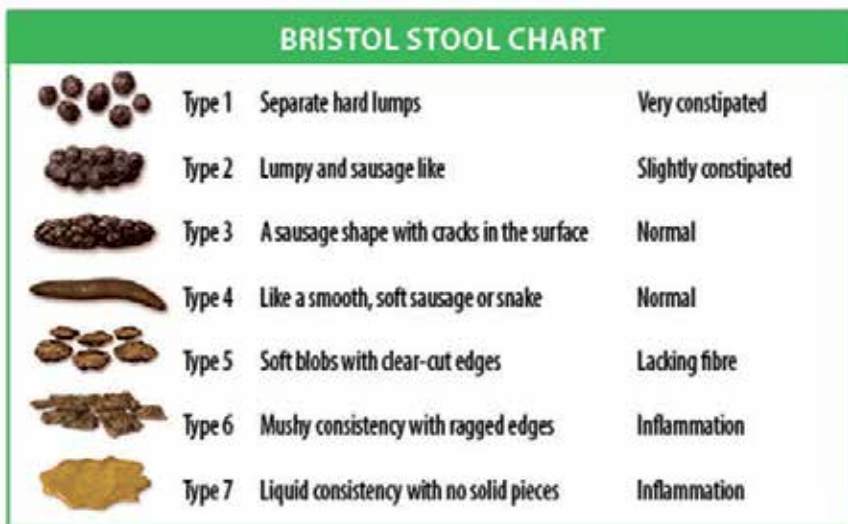 BRISTOL STOOL CHART
Type 1 Separate hard lumps Very constipated
Type 2 Lumpy and sausage like Slightly constipated
Type 3 A sausage shape with cracks in the surface Normal
Type 4 Like a smooth, soft sausage or snake Normal
Type 5 Soft blobs with clear-cut edges Lacking fibre
Type 6 Mushy consistency with ragged edges Inflammation
Type 7 Liquid consistency with no solid pieces Inflammation